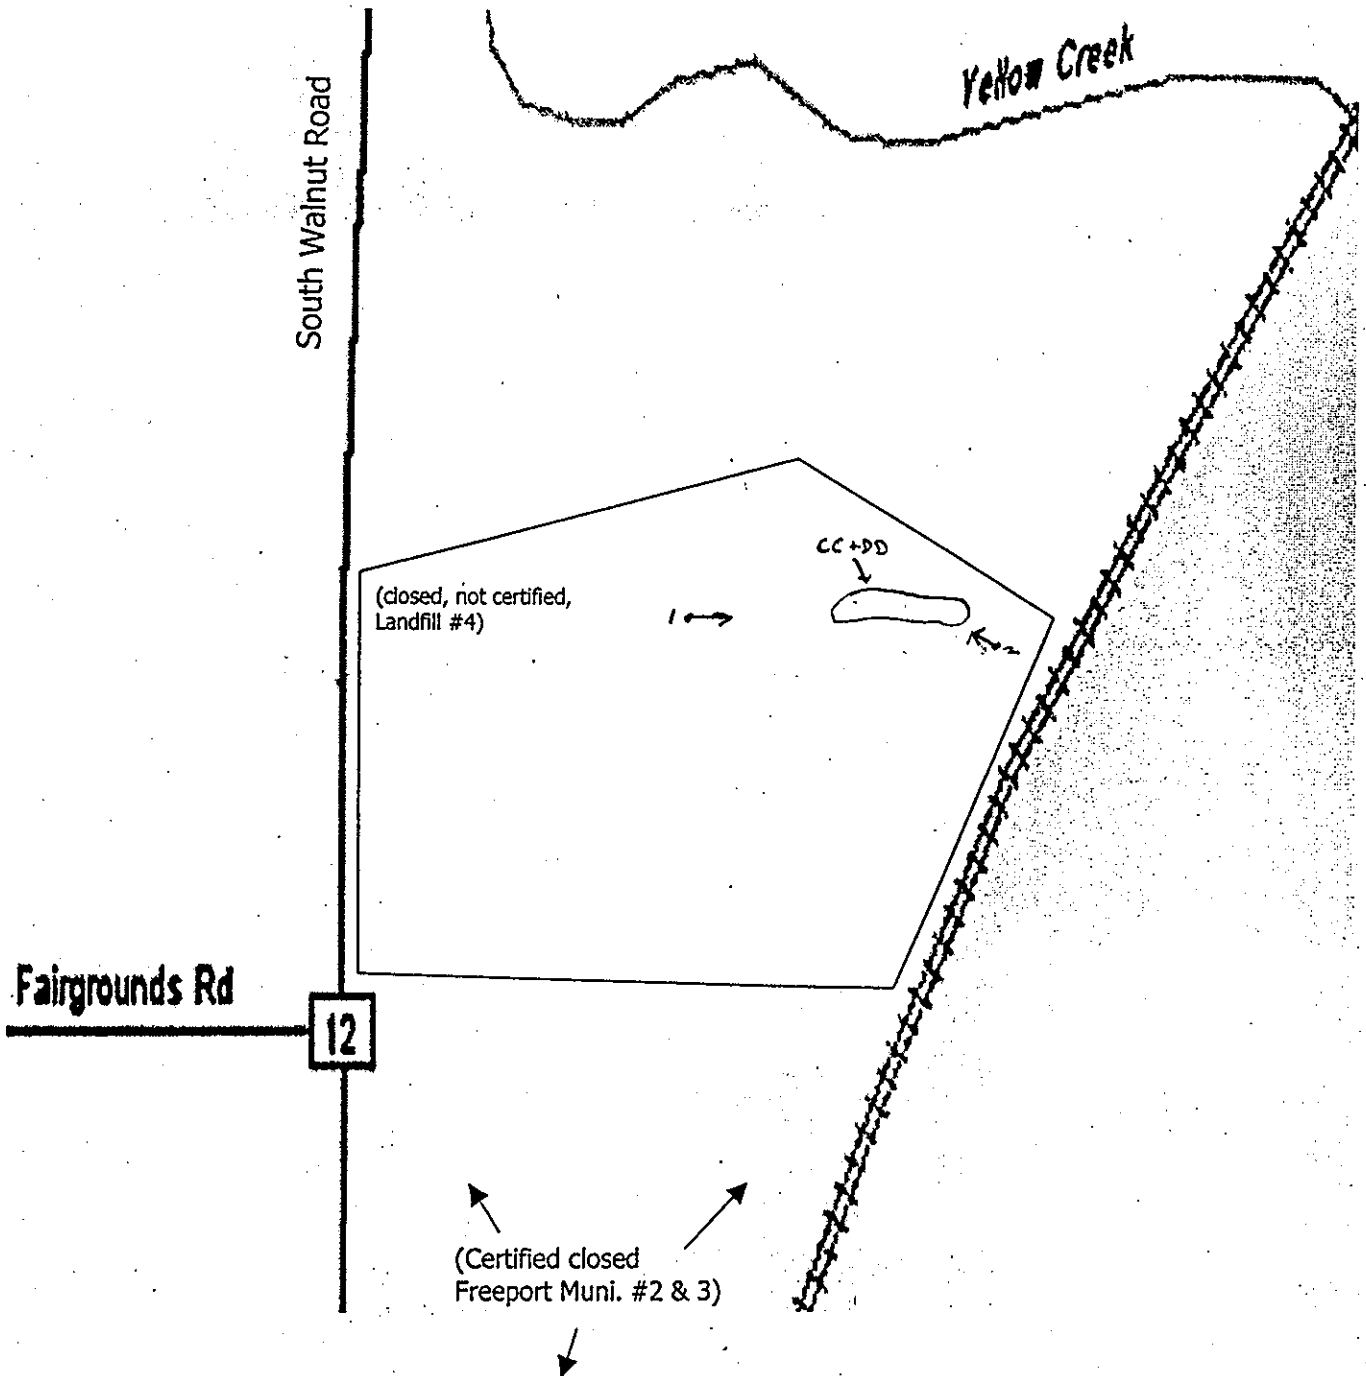 Yellow Creek
South Walnut Road
CC+DD
(closed, not certified,
Landfill #4)
1
2
Fairgrounds Rd
12
(Certified closed
Freeport Muni. #2 & 3)